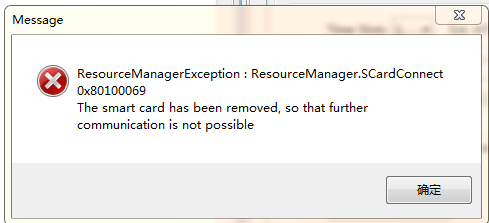 Message
ResourceManagerException : ResourceManager.SCardConnect
0x80100069
The smart card has been removed, so that further
communication is not possible
确定